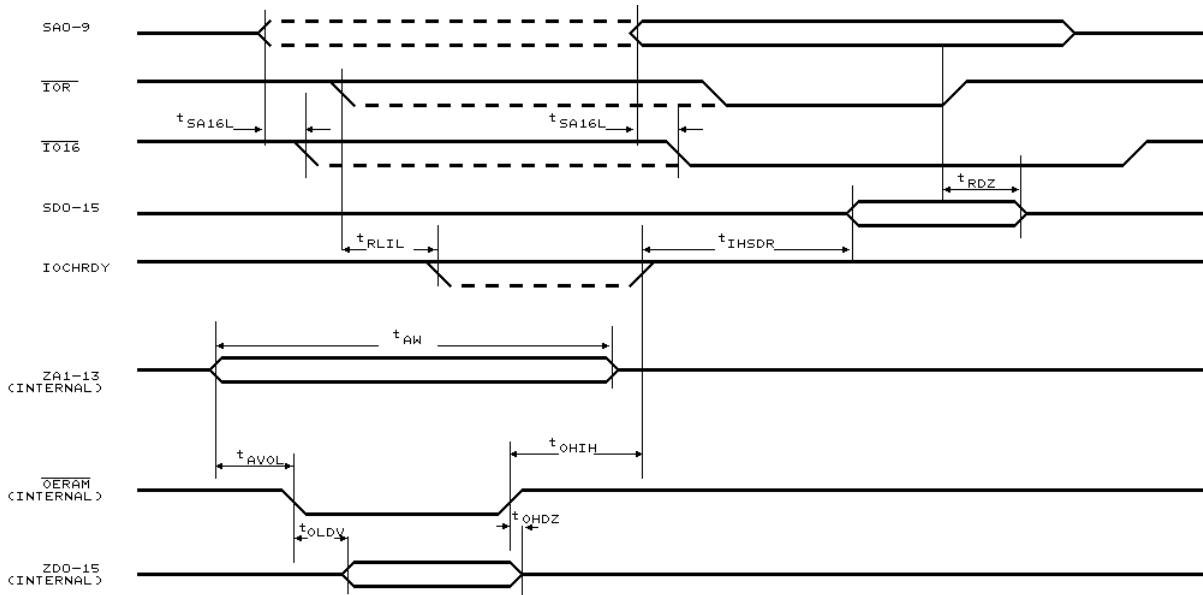 SA0-9
IOR
tSA16L
tSA16L
IO16
tRDZ
SD0-15
tRLIL
tIHSDR
IOCHRDY
tAW
ZA1-13
(INTERNAL)
tOHIH
tAVOL
OERAM
(INTERNAL)
tOHDZ
tOLDV
ZD0-15
(INTERNAL)